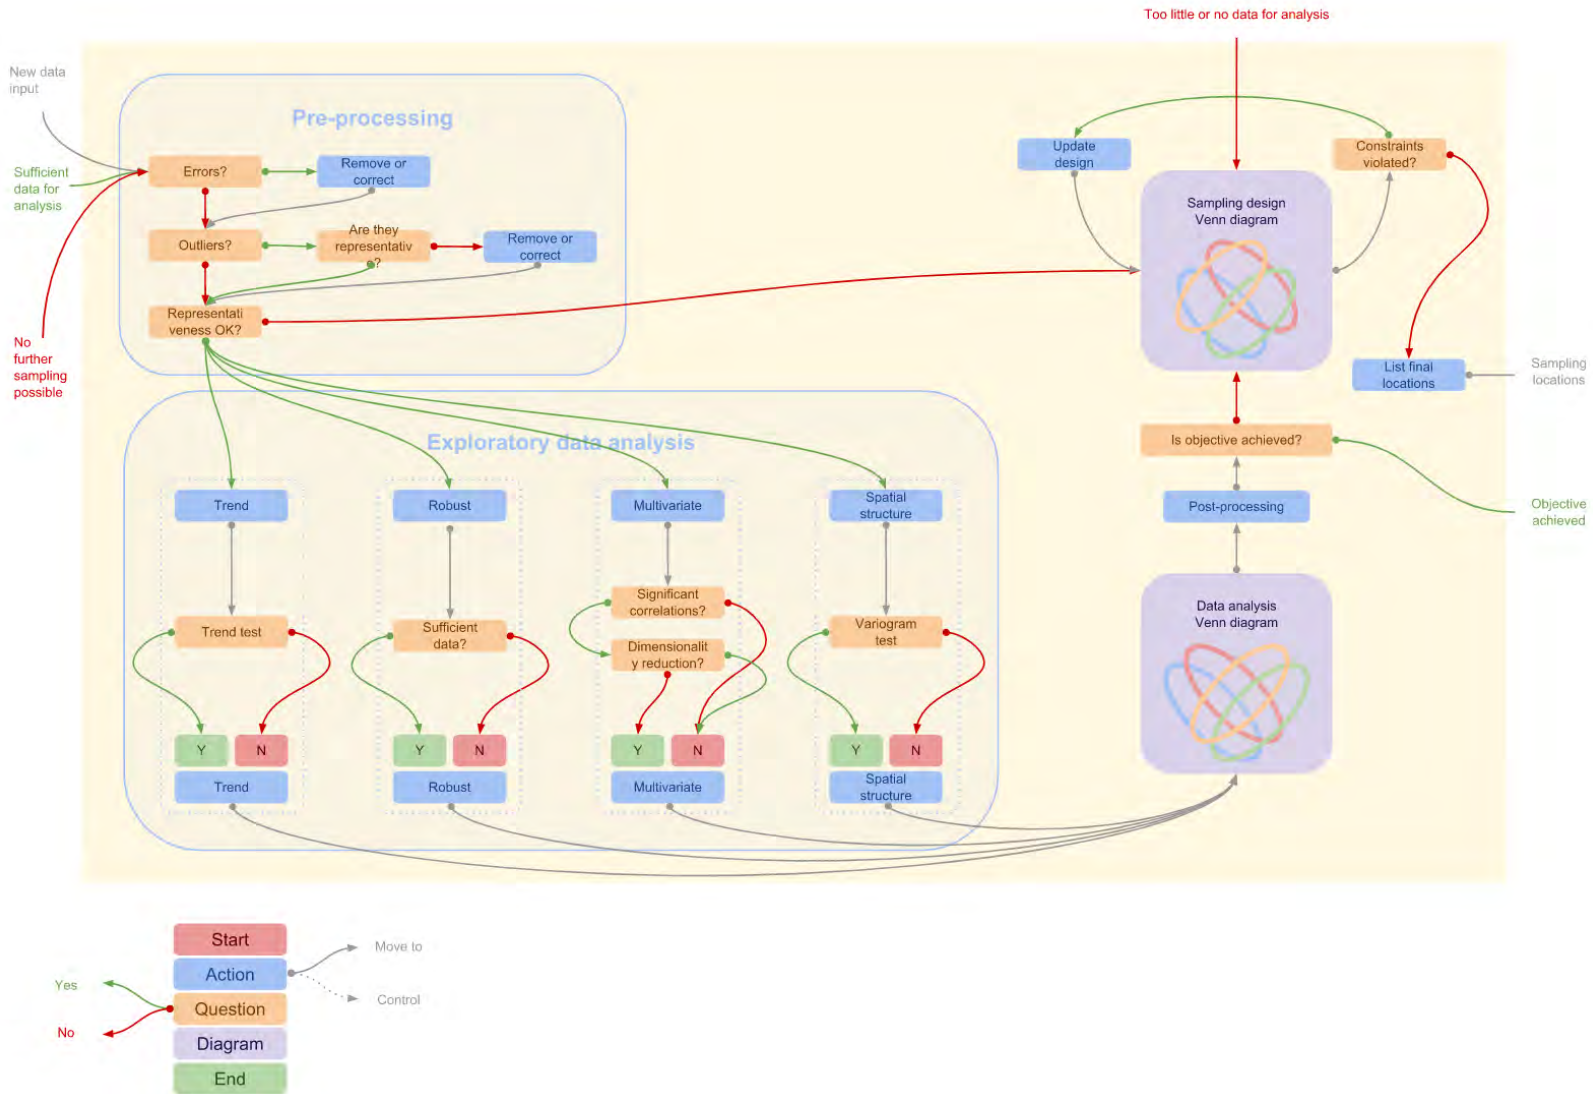 Too little or no data for analysis
New data
input
Pre-processing
Errors?
Remove or
correct
Sufficient
data for
analysis
Outliers?
Are they
representativ
e?
Remove or
correct
Representati
veness OK?
No
further
sampling
possible
Update
design
Constraints
violated?
Sampling design
Venn diagram
List final
locations
Sampling
locations
Is objective achieved?
Objective
achieved
Post-processing
Data analysis
Venn diagram
Exploratory data analysis
Trend
Robust
Multivariate
Spatial
structure
Trend test
Sufficient
data?
Significant
correlations?
Dimensionalit
y reduction?
Variogram
test
Y
N
Y
N
Y
N
Y
N
Trend
Robust
Multivariate
Spatial
structure
Start
Action
Question
Diagram
End
Move to
Control
Yes
No